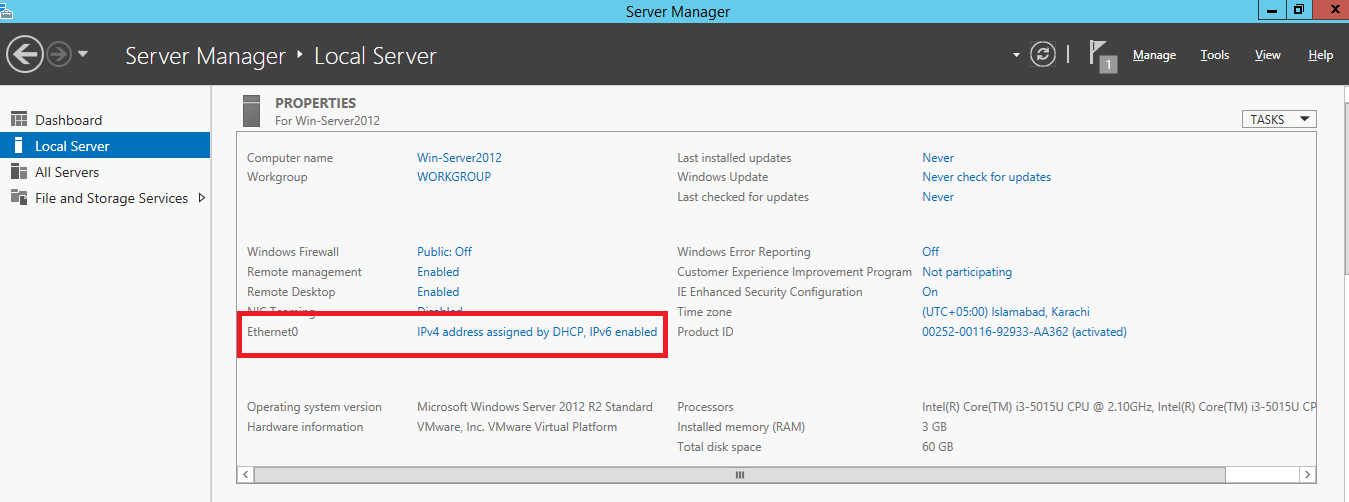 Server Manager
Server Manager ‣ Local Server
1
Manage Tools View Help
Dashboard
Local Server
All Servers
File and Storage Services
PROPERTIES
For Win-Server2012
TASKS
Computer name Win-Server2012 Last installed updates Never
Workgroup WORKGROUP Windows Update Never check for updates
Last checked for updates Never
Windows Firewall Public: Off Windows Error Reporting Off
Remote management Enabled Customer Experience Improvement Program Not participating
Remote Desktop Enabled IE Enhanced Security Configuration On
NIC Teaming Disabled Time zone (UTC+05:00) Islamabad, Karachi
Ethernet0 IPv4 address assigned by DHCP, IPv6 enabled Product ID 00252-00116-92933-AA362 (activated)
Operating system version Microsoft Windows Server 2012 R2 Standard Processors Intel(R) Core(TM) i3-5015U CPU @ 2.10GHz, Intel(R) Core(TM) i3-5015U CP
Hardware information VMware, Inc. VMware Virtual Platform Installed memory (RAM) 3 GB
Total disk space 60 GB